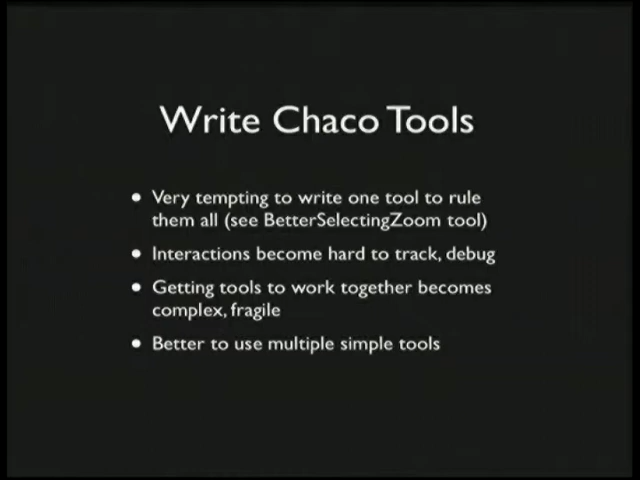 Write Chaco Tools
• Very tempting to write one tool to rule
them all (see BetterSelectingZoom tool)
• Interactions become hard to track, debug
• Getting tools to work together becomes
complex, fragile
• Better to use multiple simple tools